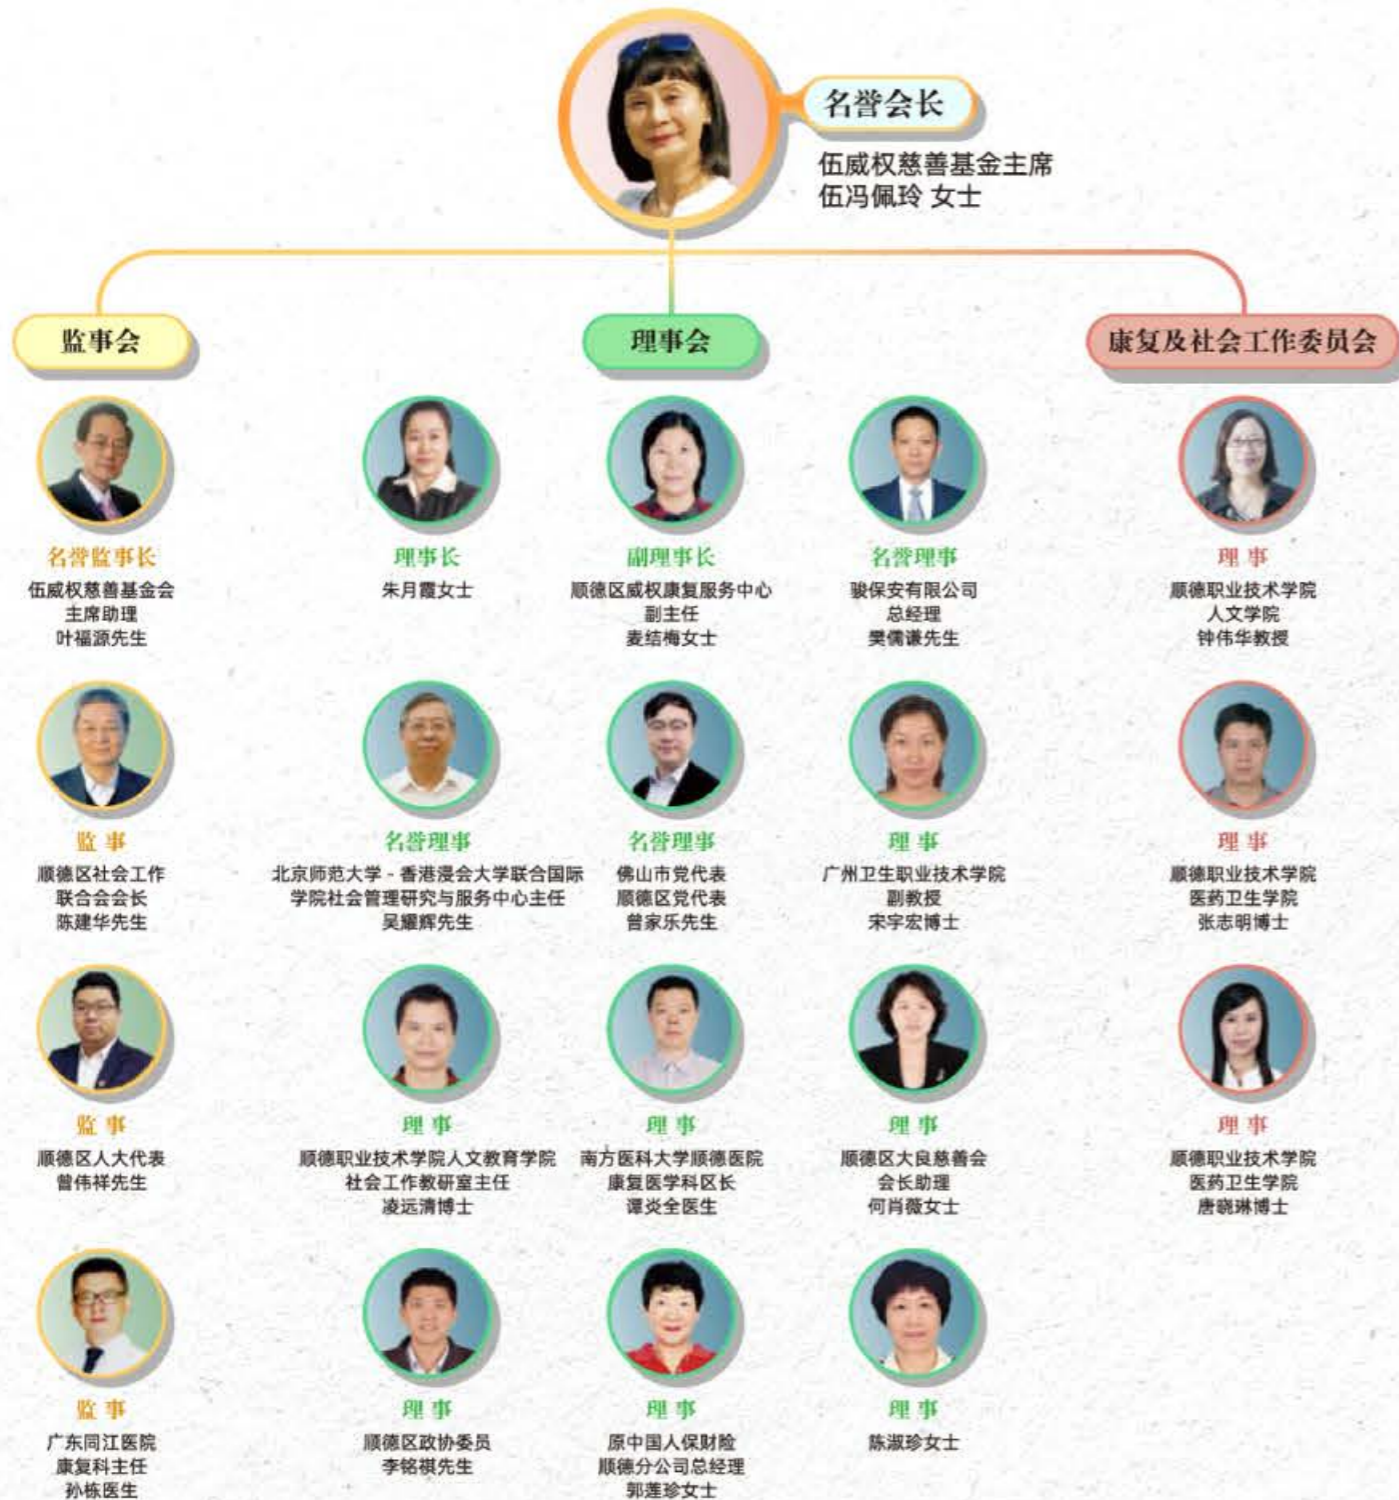 名誉会长
伍威权慈善基金主席
伍冯佩玲 女士
监事会
理事会
康复及社会工作委员会
名誉监事长
伍威权慈善基金会
主席助理
叶福源先生
理事长
朱月霞女士
副理事长
顺德区威权康复服务中心
副主任
麦结梅女士
名誉理事
骏保安有限公司
总经理
樊儒谦先生
理 事
顺德职业技术学院
人文学院
钟伟华教授
监 事
顺德区社会工作
联合会会长
陈建华先生
名誉理事
北京师范大学 - 香港浸会大学联合国际
学院社会管理研究与服务中心主任
吴耀辉先生
名誉理事
佛山市党代表
顺德区党代表
曾家乐先生
理 事
广州卫生职业技术学院
副教授
宋宇宏博士
理 事
顺德职业技术学院
医药卫生学院
张志明博士
监 事
顺德区人大代表
曾伟祥先生
理 事
顺德职业技术学院人文教育学院
社会工作教研室主任
凌远清博士
理 事
南方医科大学顺德医院
康复医学科区长
谭炎全医生
理 事
顺德区大良慈善会
会长助理
何肖薇女士
理 事
顺德职业技术学院
医药卫生学院
唐晓琳博士
监 事
广东同江医院
康复科主任
孙栋医生
理 事
顺德区政协委员
李铭祺先生
理 事
原中国人保财险
顺德分公司总经理
郭莲珍女士
理 事
陈淑珍女士